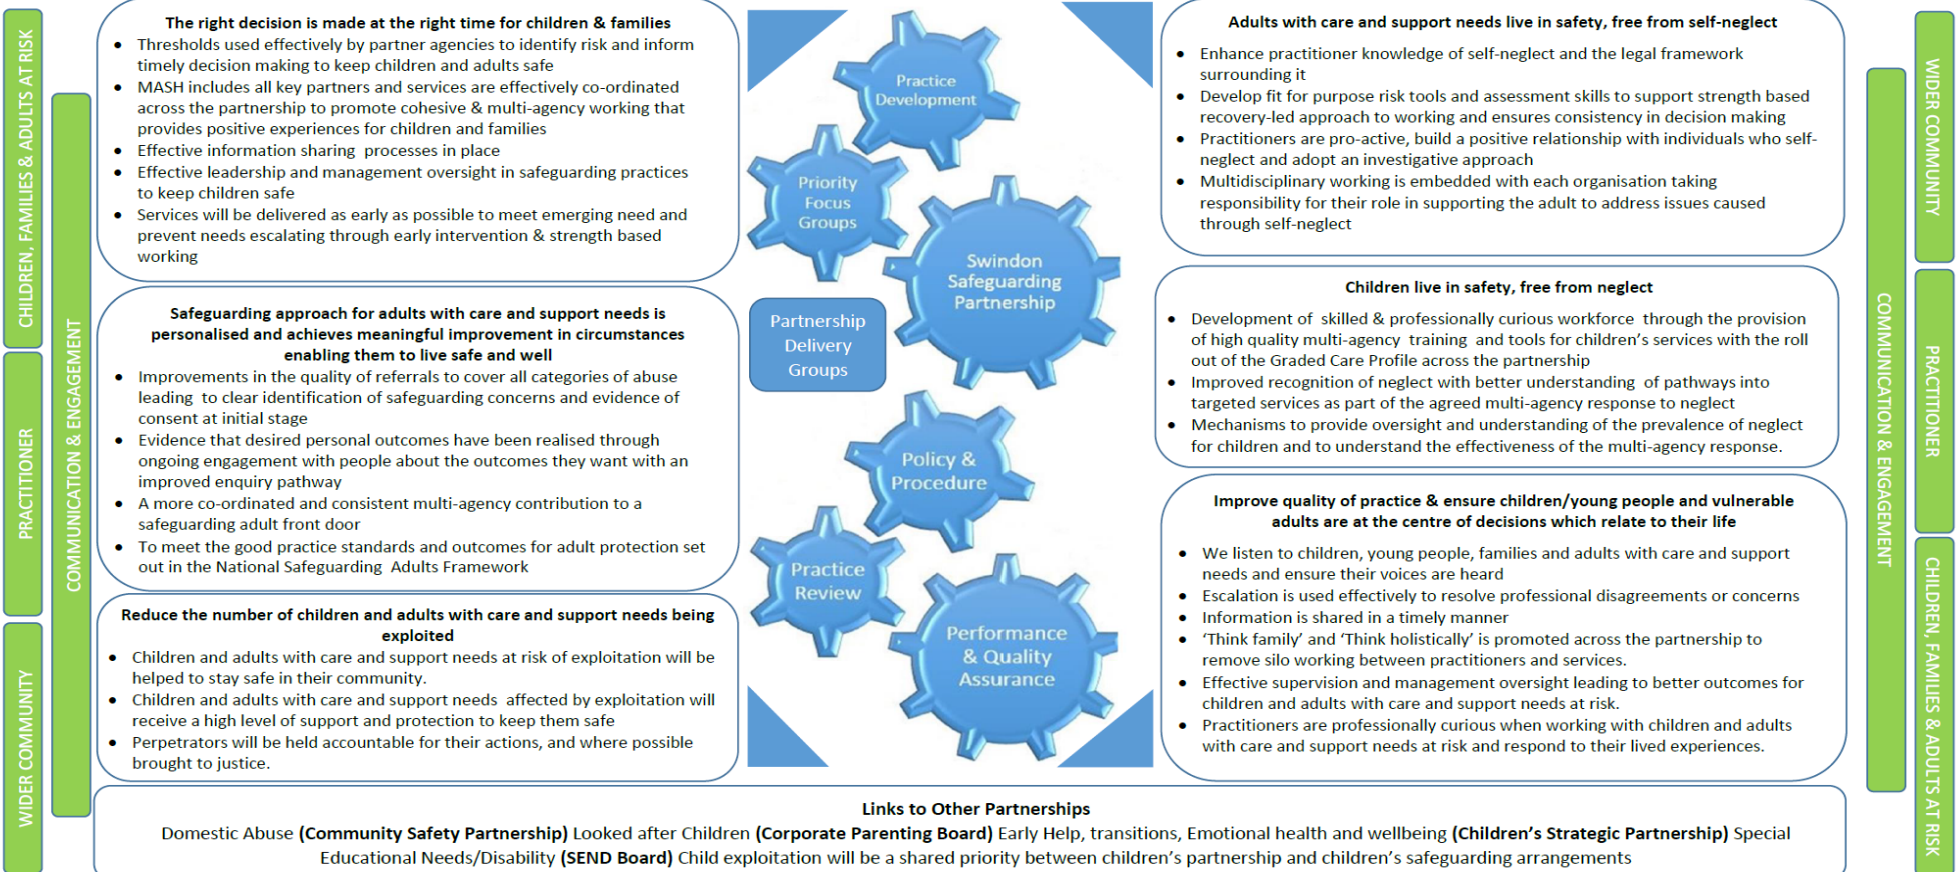 CHILDREN, FAMILIES & ADULTS AT RISK
PRACTITIONER
WIDER COMMUNITY
COMMUNICATION & ENGAGEMENT
The right decision is made at the right time for children & families
• Thresholds used effectively by partner agencies to identify risk and inform
timely decision making to keep children and adults safe
• MASH includes all key partners and services are effectively co-ordinated
across the partnership to promote cohesive & multi-agency working that
provides positive experiences for children and families
• Effective information sharing processes in place
• Effective leadership and management oversight in safeguarding practices
to keep children safe
• Services will be delivered as early as possible to meet emerging need and
prevent needs escalating through early intervention & strength based
working
Safeguarding approach for adults with care and support needs is
personalised and achieves meaningful improvement in circumstances
enabling them to live safe and well
• Improvements in the quality of referrals to cover all categories of abuse
leading to clear identification of safeguarding concerns and evidence of
consent at initial stage
• Evidence that desired personal outcomes have been realised through
ongoing engagement with people about the outcomes they want with an
improved enquiry pathway
• A more co-ordinated and consistent multi-agency contribution to a
safeguarding adult front door
• To meet the good practice standards and outcomes for adult protection set
out in the National Safeguarding Adults Framework
Reduce the number of children and adults with care and support needs being
exploited
• Children and adults with care and support needs at risk of exploitation will be
helped to stay safe in their community.
• Children and adults with care and support needs affected by exploitation will
receive a high level of support and protection to keep them safe
• Perpetrators will be held accountable for their actions, and where possible
brought to justice.
Practice
Development
Priority
Focus
Groups
Swindon
Safeguarding
Partnership
Partnership
Delivery
Groups
Policy &
Procedure
Practice
Review
Performance
& Quality
Assurance
Adults with care and support needs live in safety, free from self-neglect
• Enhance practitioner knowledge of self-neglect and the legal framework
surrounding it
• Develop fit for purpose risk tools and assessment skills to support strength based
recovery-led approach to working and ensures consistency in decision making
• Practitioners are pro-active, build a positive relationship with individuals who self-
neglect and adopt an investigative approach
• Multidisciplinary working is embedded with each organisation taking
responsibility for their role in supporting the adult to address issues caused
through self-neglect
Children live in safety, free from neglect
• Development of skilled & professionally curious workforce through the provision
of high quality multi-agency training and tools for children's services with the roll
out of the Graded Care Profile across the partnership
• Improved recognition of neglect with better understanding of pathways into
targeted services as part of the agreed multi-agency response to neglect
• Mechanisms to provide oversight and understanding of the prevalence of neglect
for children and to understand the effectiveness of the multi-agency response.
Improve quality of practice & ensure children/young people and vulnerable
adults are at the centre of decisions which relate to their life
• We listen to children, young people, families and adults with care and support
needs and ensure their voices are heard
• Escalation is used effectively to resolve professional disagreements or concerns
• Information is shared in a timely manner
• ‘Think family’ and ‘Think holistically’ is promoted across the partnership to
remove silo working between practitioners and services.
• Effective supervision and management oversight leading to better outcomes for
children and adults with care and support needs at risk.
• Practitioners are professionally curious when working with children and adults
with care and support needs at risk and respond to their lived experiences.
COMMUNICATION & ENGAGEMENT
WIDER COMMUNITY
PRACTITIONER
CHILDREN, FAMILIES & ADULTS AT RISK
Links to Other Partnerships
Domestic Abuse (Community Safety Partnership) Looked after Children (Corporate Parenting Board) Early Help, transitions, Emotional health and wellbeing (Children's Strategic Partnership) Special
Educational Needs/Disability (SEND Board) Child exploitation will be a shared priority between children's partnership and children's safeguarding arrangements